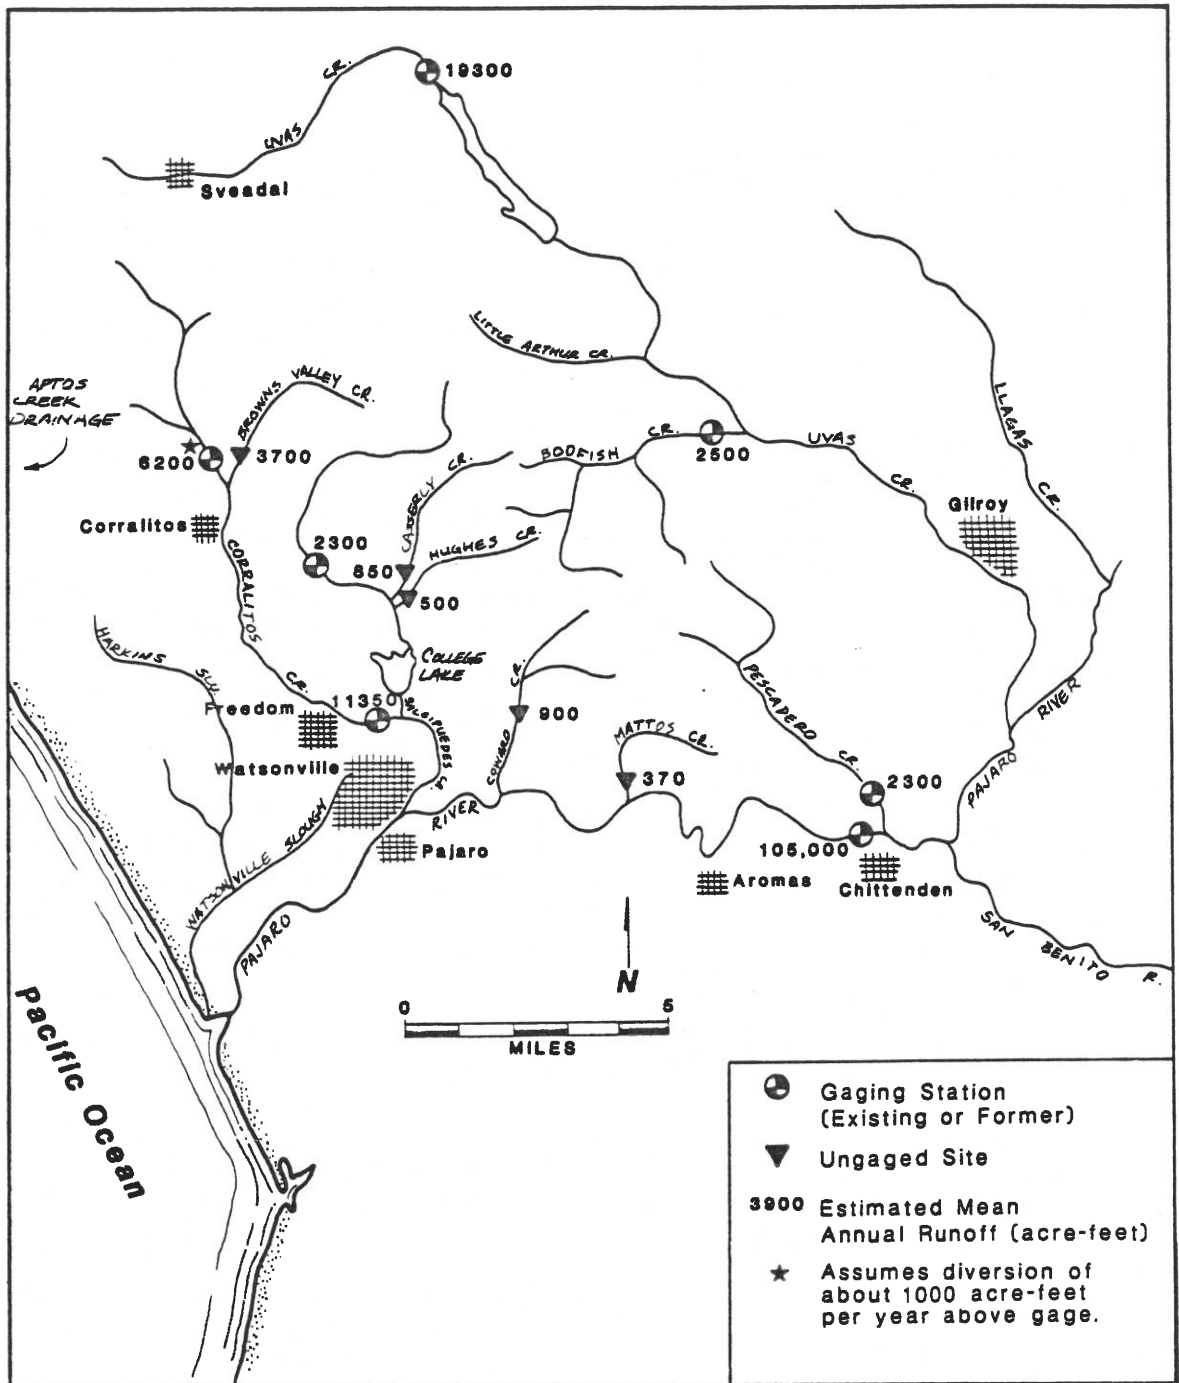 19300
UVAS CR.
Sveadal
LITTLE ARTHUR CR.
LLAGAS CR.
APTOS
CREEK
DRAINAGE
BROWNS VALLEY CR.
★
6200
3700
BODFISH CR.
2500
UVAS CR.
CASSERLY CR.
Corralitos
Gilroy
CORRALITOS CR.
2300
850
HUGHES CR.
500
HARKINS SLU.
COLLEGE
LAKE
11350
Freedom
SALSIPUEDES
COWARD CR.
900
MATTOS CR.
370
PESCADERO CR.
2300
PAJARO RIVER
Watsonville
RIVER
WATSONVILLE SLOUGH
Pajaro
105,000
Aromas
Chittenden
PAJARO
SAN BENITO R.
N
0 5
MILES
Pacific Ocean
Gaging Station
(Existing or Former)
Ungaged Site
3900 Estimated Mean
Annual Runoff (acre-feet)
★ Assumes diversion of
about 1000 acre-feet
per year above gage.